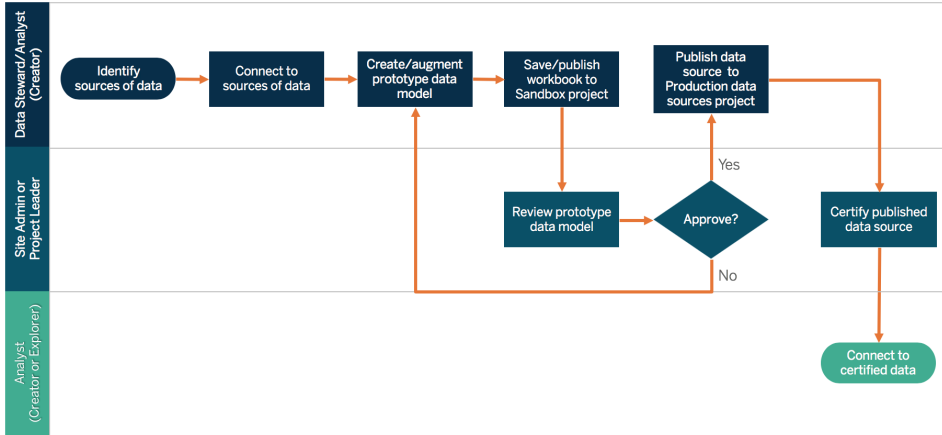 Data Steward/Analyst
(Creator)
Identify
sources of data
Connect to
sources of data
Create/augment
prototype data
model
Save/publish
workbook to
Sandbox project
Publish data
source to
Production data
sources project
Site Admin or
Project Leader
Review prototype
data model
Approve?
Yes
No
Certify published
data source
Analyst
(Creator or Explorer)
Connect to
certified data